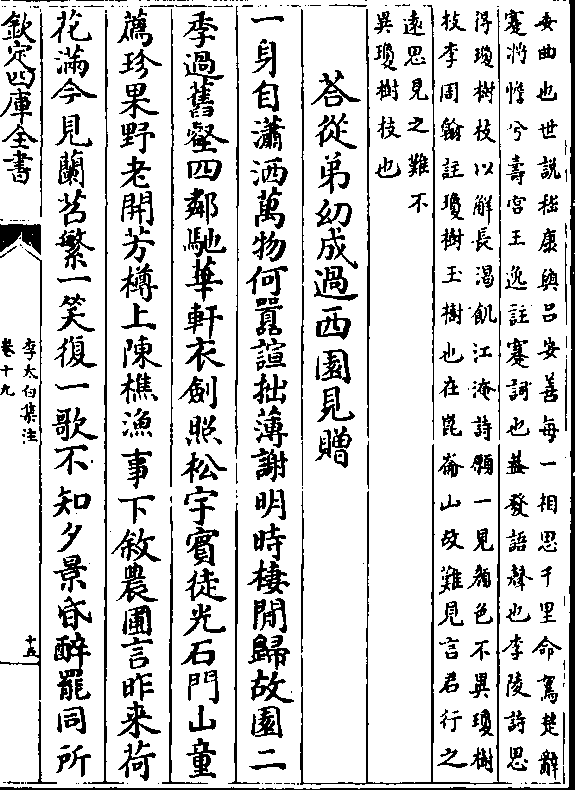 委曲也世說嵇康與呂安善每一相思千里命駕楚辭
蹇將憺兮壽宮王逸註蹇詞也蓋發語聲也李陵詩思
得瓊樹枝以解長渴飢江淹詩願一見顏色不異瓊樹
枝李周翰註瓊樹玉樹也在崑崙山故難見言君行之
遠思見之難不
異瓊樹枝也
荅從弟幼成過西園見贈
一身自瀟洒萬物何囂諠拙薄謝明時棲閒歸故園二
季過舊壑四鄰馳華軒衣劍照松宇賓徒光石門山童
薦珍果野老開芳樽上陳樵漁事下敘農圃言昨来荷
花滿今見蘭苕繁一笑復一歌不知夕景昏醉罷同所
欽定四庫全書
李太白集注
卷十九
十五